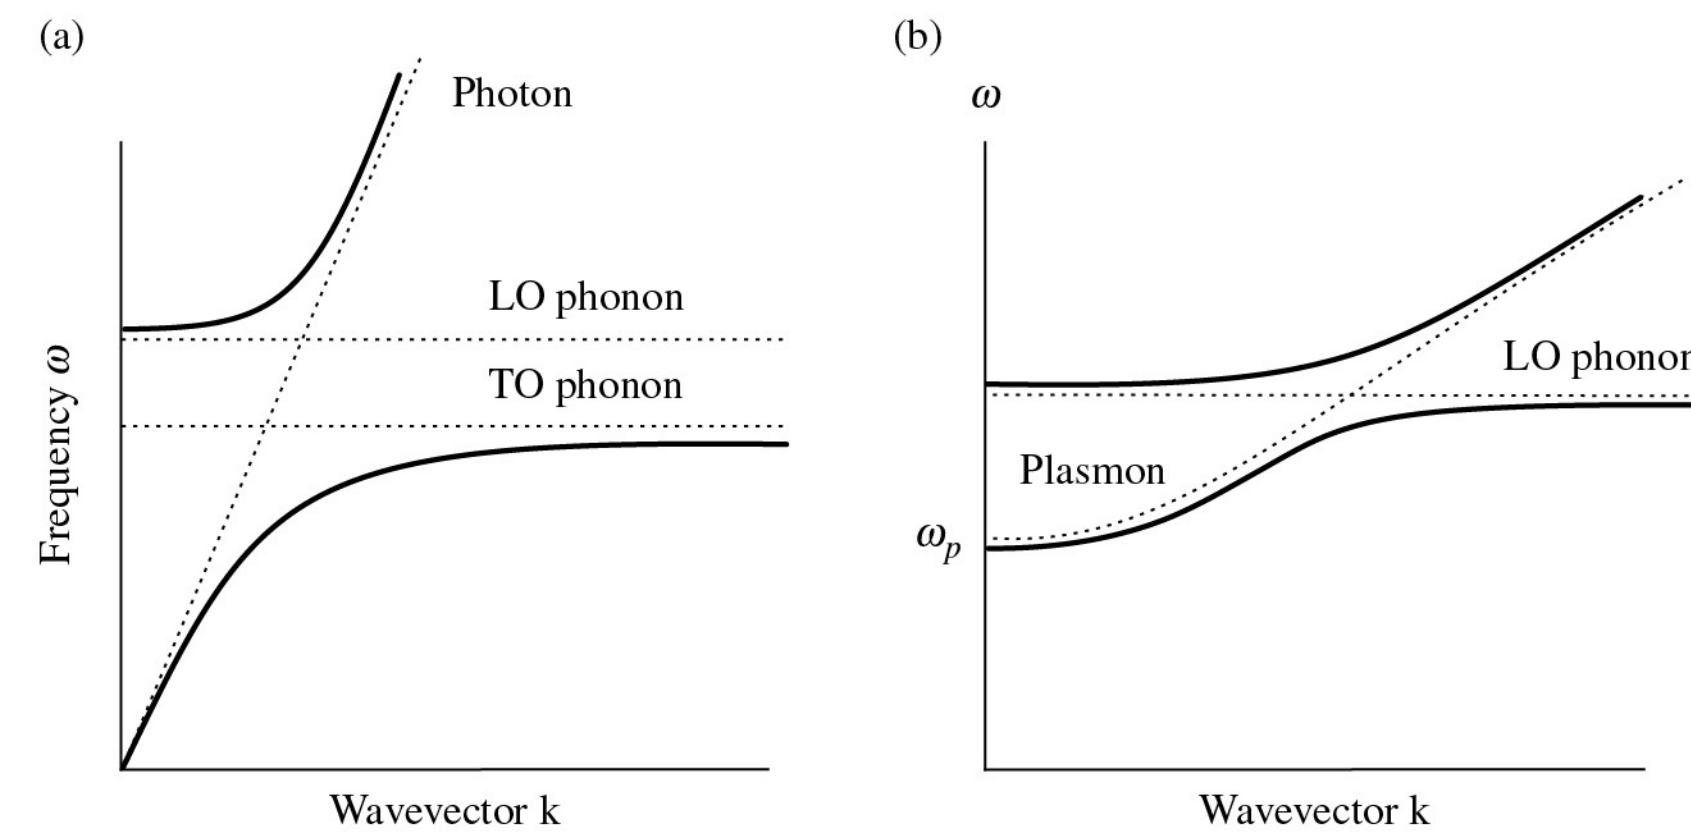 (a)
Photon
LO phonon
TO phonon
Frequency ω
Wavevector k
(b)
ω
LO phonon
Plasmon
ωₚ
Wavevector k